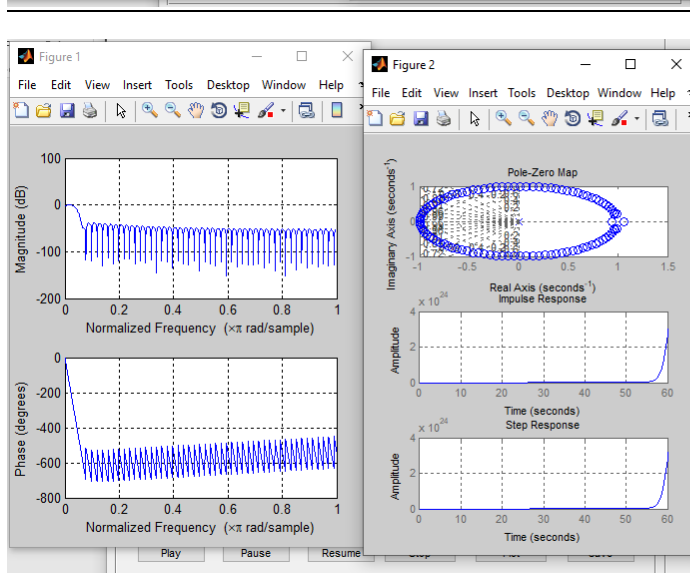 Figure 1
File Edit View Insert Tools Desktop Window Help
100
0
-100
-200
Magnitude (dB)
0 0.2 0.4 0.6 0.8 1
Normalized Frequency (×π rad/sample)
0
-200
-400
-600
-800
Phase (degrees)
0 0.2 0.4 0.6 0.8 1
Normalized Frequency (×π rad/sample)
Figure 2
File Edit View Insert Tools Desktop Window Help
Pole-Zero Map
1
0
-1
Imaginary Axis (seconds⁻¹)
-1 -0.5 0 0.5 1 1.5
Real Axis (seconds⁻¹)
Impulse Response
x 10²⁴
4
2
0
Amplitude
0 10 20 30 40 50 60
Time (seconds)
Step Response
x 10²⁴
4
2
0
Amplitude
0 10 20 30 40 50 60
Time (seconds)
Play Pause Resume